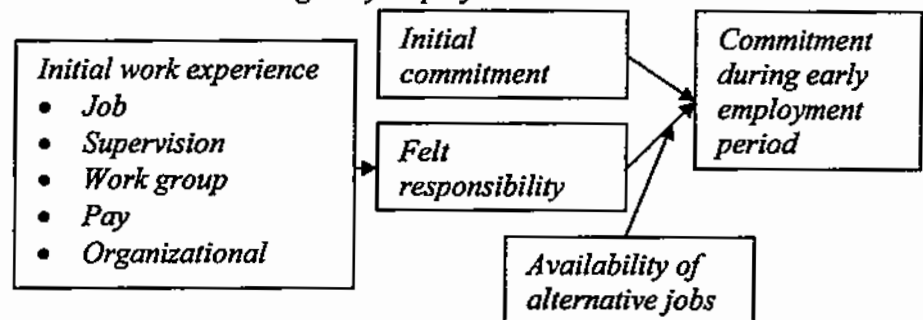 Initial work experience
• Job
• Supervision
• Work group
• Pay
• Organizational
Initial
commitment
Felt
responsibility
Availability of
alternative jobs
Commitment
during early
employment
period